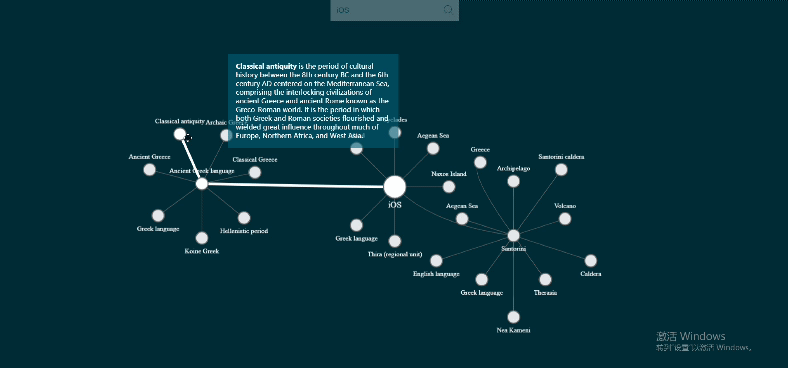 iOS
Classical antiquity is the period of cultural
history between the 8th century BC and the 6th
century AD centered on the Mediterranean Sea,
comprising the interlocking civilizations of
ancient Greece and ancient Rome known as the
Greco-Roman world. It is the period in which
both Greek and Roman societies flourished and
wielded great influence throughout much of
Europe, Northern Africa, and West Asia.
Classical antiquity
Archaic
Aegean Sea
Greece
Ancient Greece
Classical Greece
Ancient Greek language
Naxos Island
Archipelago
Santorini caldera
iOS
Aegean Sea
Volcano
Greek language
Hellenistic period
Koine Greek
Greek language
Thira (regional unit)
Santorini
English language
Greek language
Therasia
Caldera
Nea Kameni
激活 Windows
转到"设置"以激活 Windows。